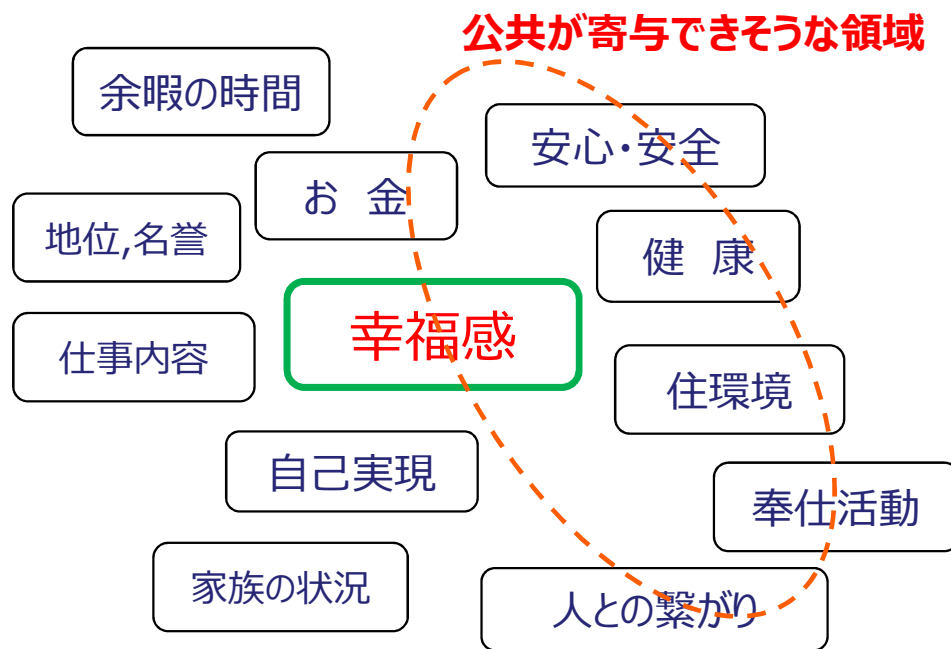 公共が寄与できそうな領域
余暇の時間
安心・安全
お 金
地位,名誉
健 康
幸福感
仕事内容
住環境
自己実現
奉仕活動
家族の状況
人との繋がり